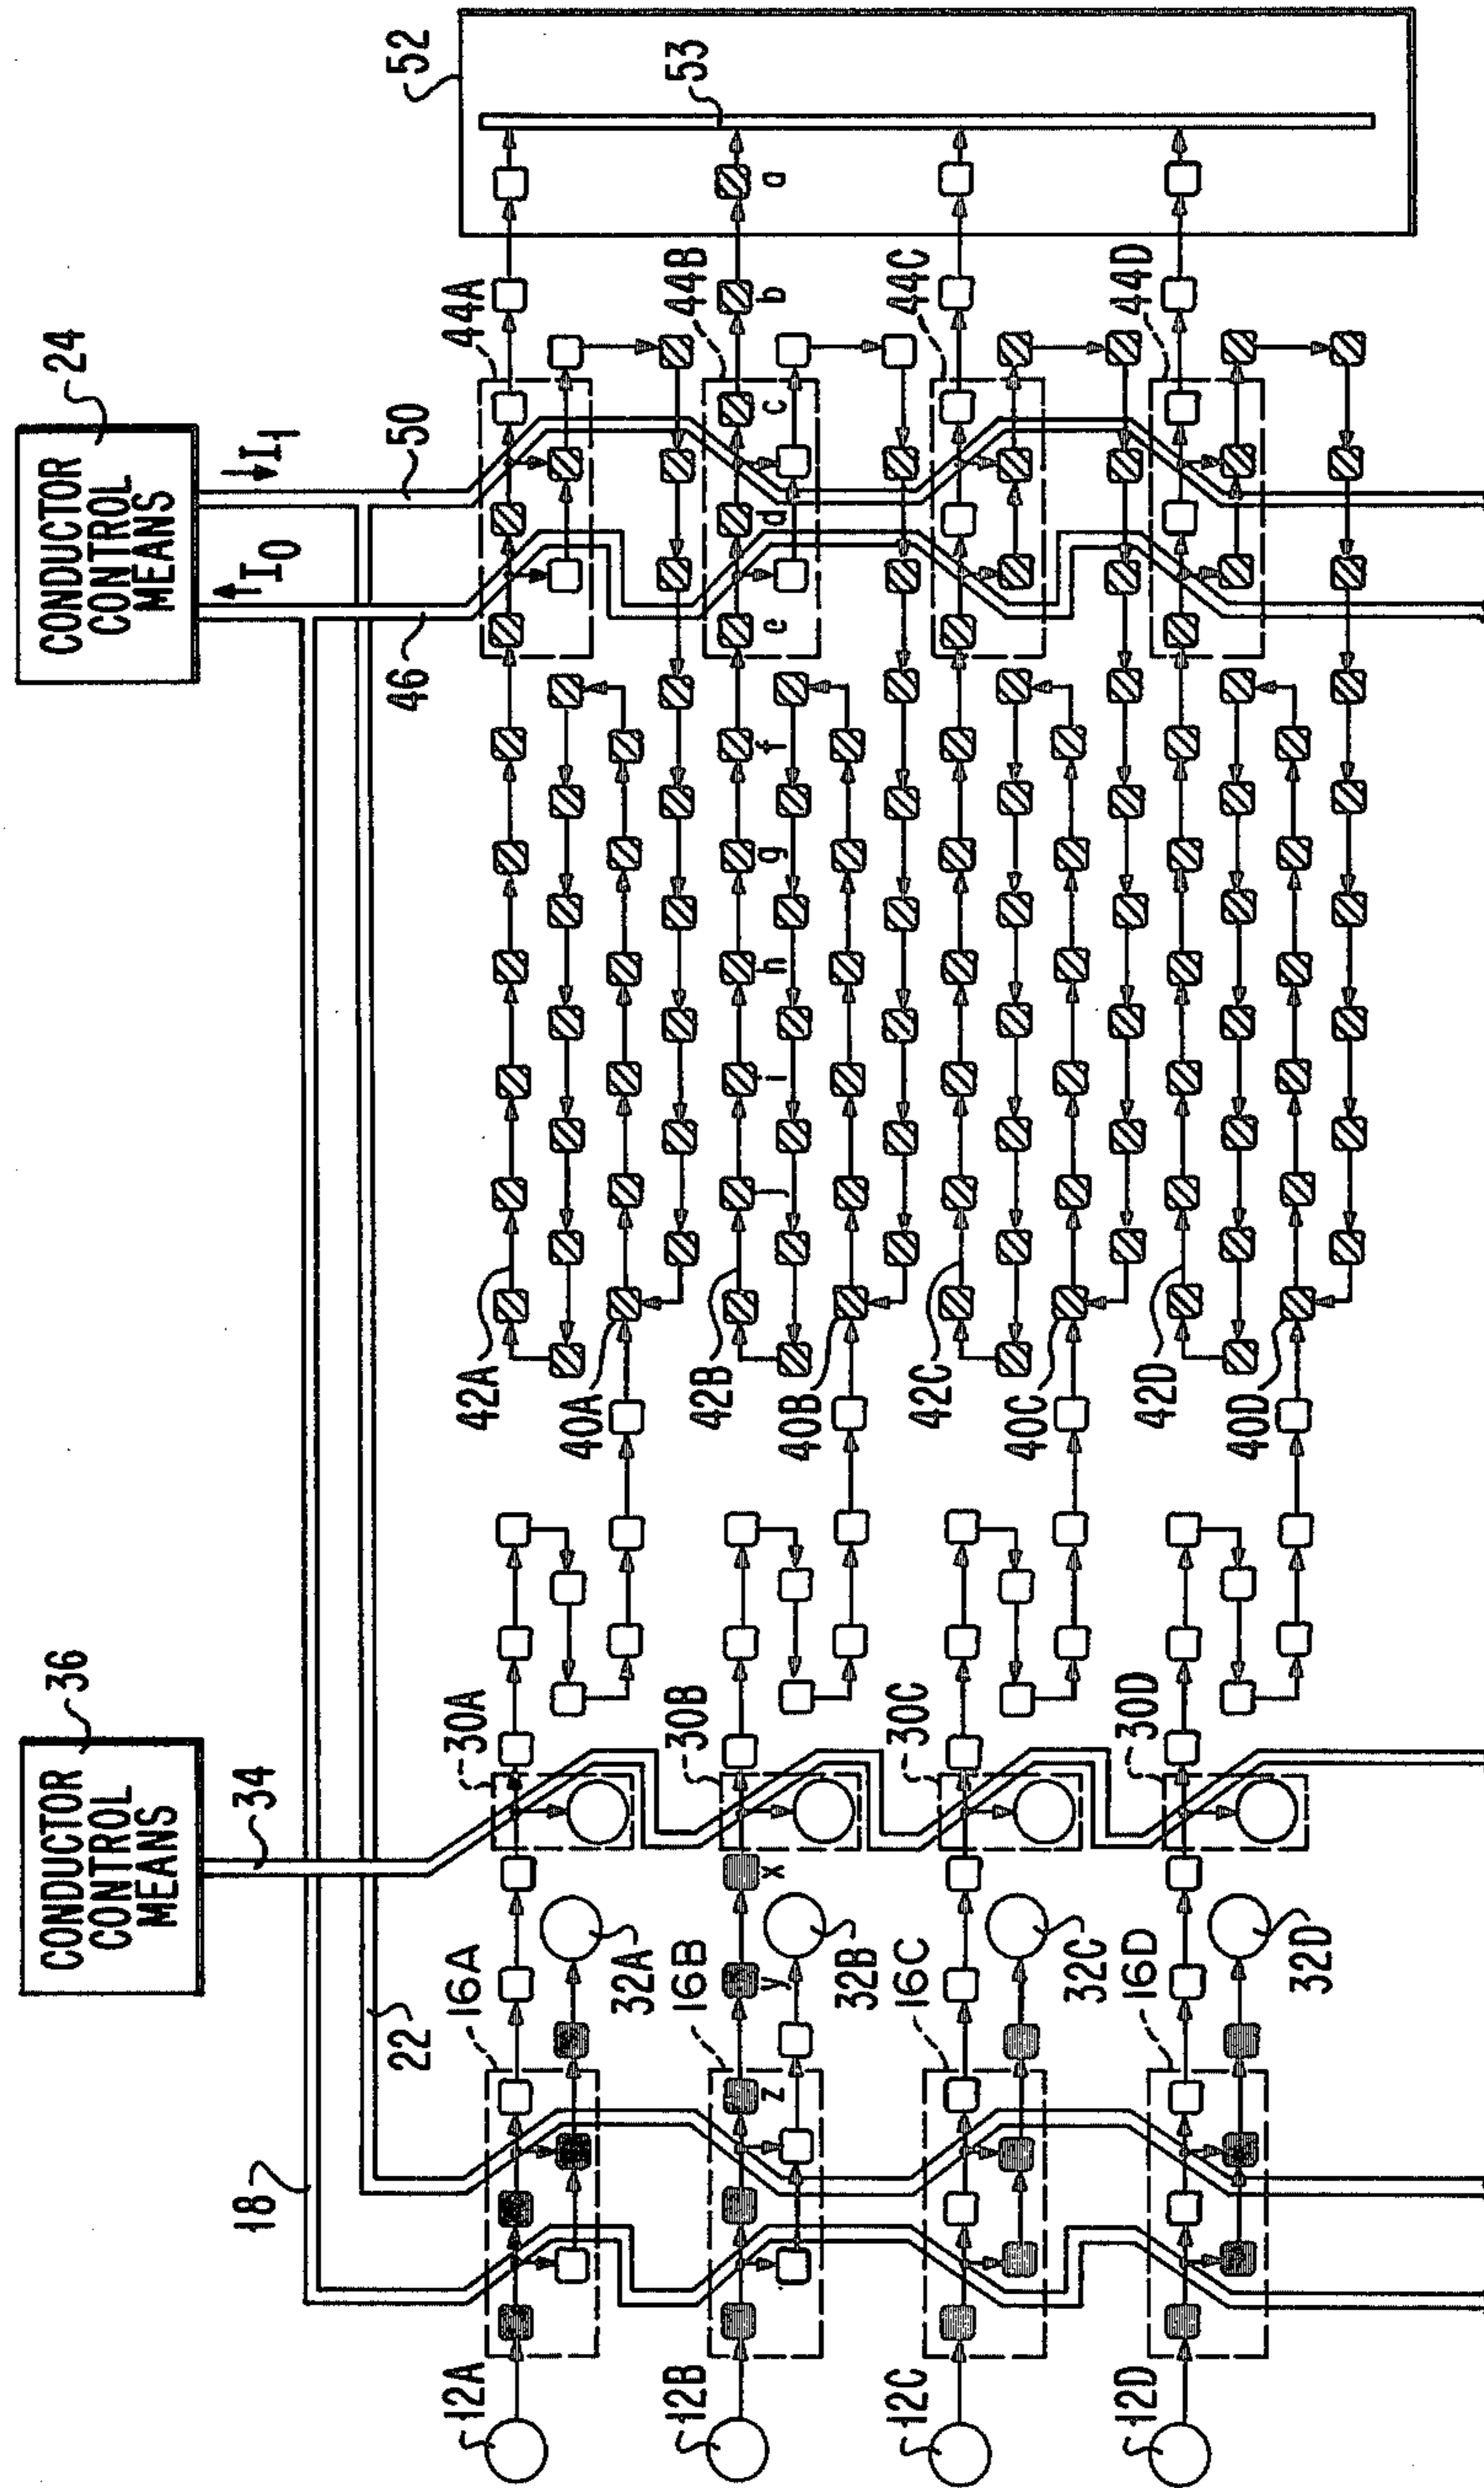 CONDUCTOR
CONTROL
MEANS
36
34
CONDUCTOR
CONTROL
MEANS
24
I0
I1
46
50
18
22
52
53
12A
16A
32A
30A
40A
42A
44A
12B
16B
32B
30B
40B
42B
44B
z
y
x
j
i
h
g
f
e
d
c
b
a
12C
16C
32C
30C
40C
42C
44C
12D
16D
32D
30D
40D
42D
44D